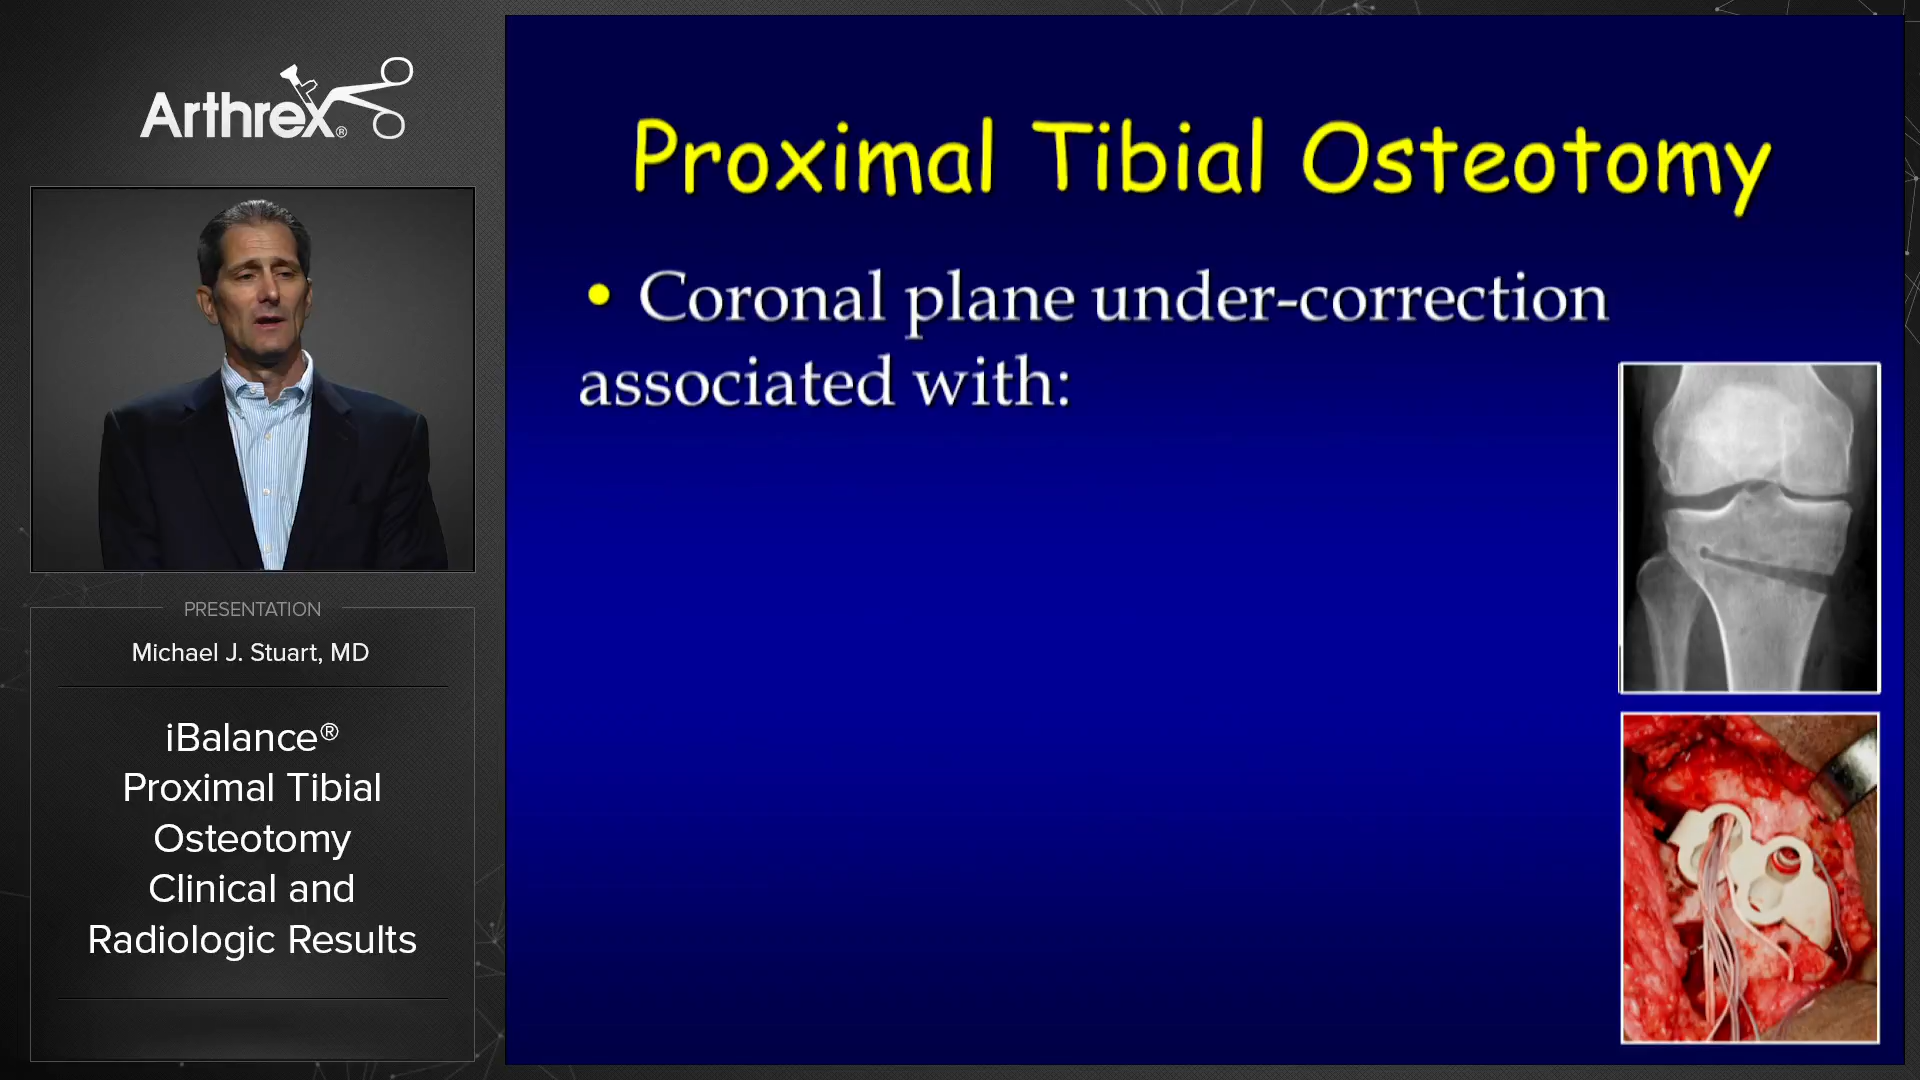 Arthrex®
PRESENTATION
Michael J. Stuart, MD
iBalance®
Proximal Tibial
Osteotomy
Clinical and
Radiologic Results
Proximal Tibial Osteotomy
• Coronal plane under-correction
associated with: